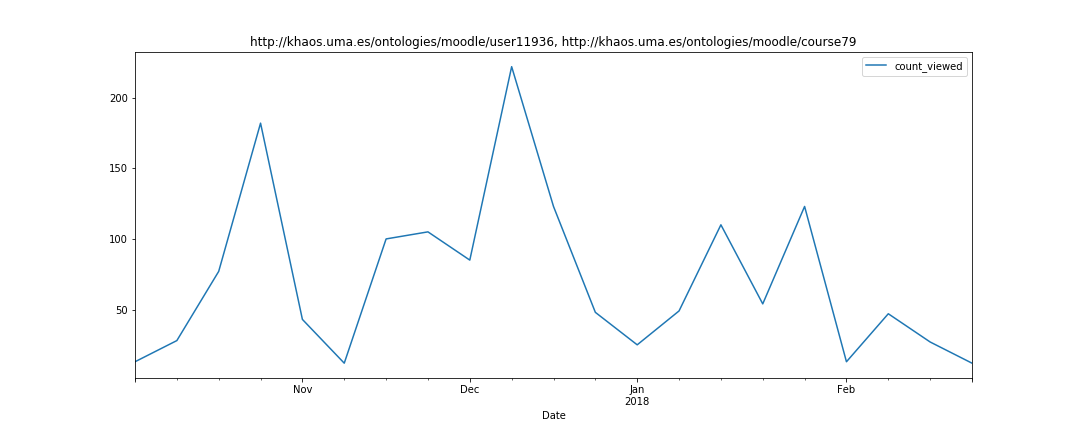 http://khaos.uma.es/ontologies/moodle/user11936, http://khaos.uma.es/ontologies/moodle/course79
count_viewed
200
150
100
50
Nov Dec Jan Feb
2018
Date